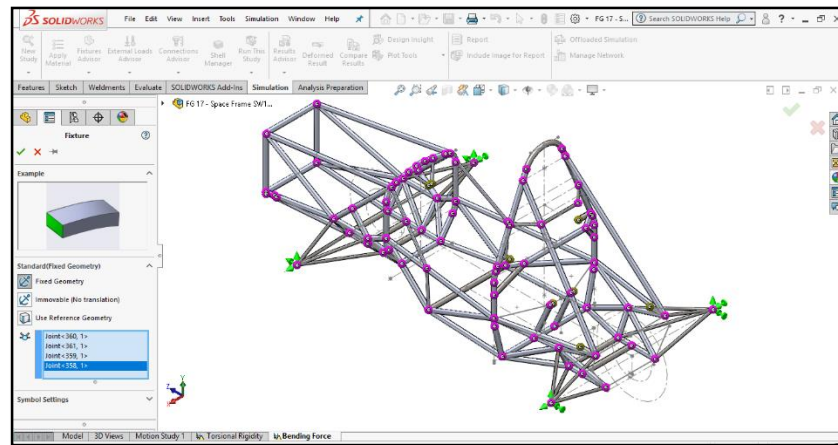 SOLIDWORKS File Edit View Insert Tools Simulation Window Help FG 17 - S... Search SOLIDWORKS Help
New Study
Apply Material
Fixtures Advisor
External Loads Advisor
Connections Advisor
Shell Manager
Run This Study
Results Advisor
Deformed Result
Compare Results
Design Insight
Plot Tools
Report
Include Image for Report
Offloaded Simulation
Manage Network
Features Sketch Weldments Evaluate SOLIDWORKS Add-Ins Simulation Analysis Preparation
FG 17 - Space Frame SW1...
Fixture
Example
Standard(Fixed Geometry)
Fixed Geometry
Immovable (No translation)
Use Reference Geometry
Joint<360, 1>
Joint<361, 1>
Joint<359, 1>
Joint<358, 1>
Symbol Settings
Model 3D Views Motion Study 1 Torsional Rigidity Bending Force